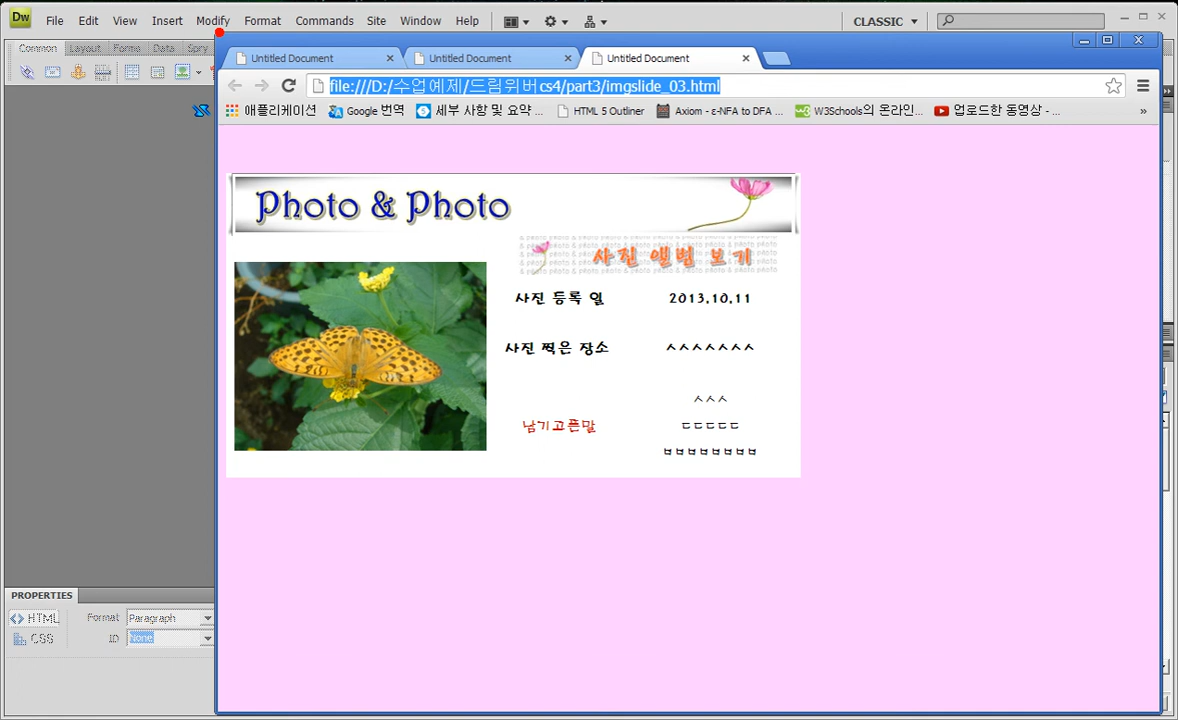 Dw File Edit View Insert Modify Format Commands Site Window Help CLASSIC
Common Layout Forms Data Spry
Untitled Document Untitled Document Untitled Document
file:///D:/수업예제/드림위버cs4/part3/imgslide_03.html
애플리케이션 Google 번역 세부 사항 및 요약 ... HTML 5 Outliner Axiom - ε-NFA to DFA ... W3Schools의 온라인... 업로드한 동영상 - ... »
Photo & Photo
사진 앨범 보기
사진 등록 일 2013.10.11
사진 찍은 장소 ㅅㅅㅅㅅㅅㅅㅅ
ㅅㅅㅅ
남기고픈말 ㄷㄷㄷㄷㄷ
ㅂㅂㅂㅂㅂㅂㅂㅂ
PROPERTIES
<> HTML Format Paragraph
CSS ID None